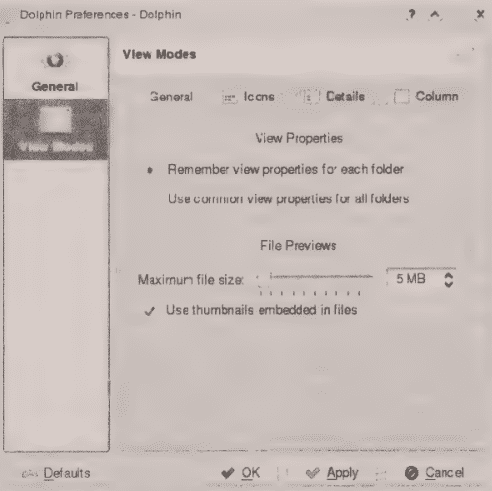 Dolphin Preferences - Dolphin
General
View Modes
View Modes
General Icons Details Column
View Properties
Remember view properties for each folder
Use common view properties for all folders
File Previews
Maximum file size: 5 MB
Use thumbnails embedded in files
Defaults OK Apply Cancel